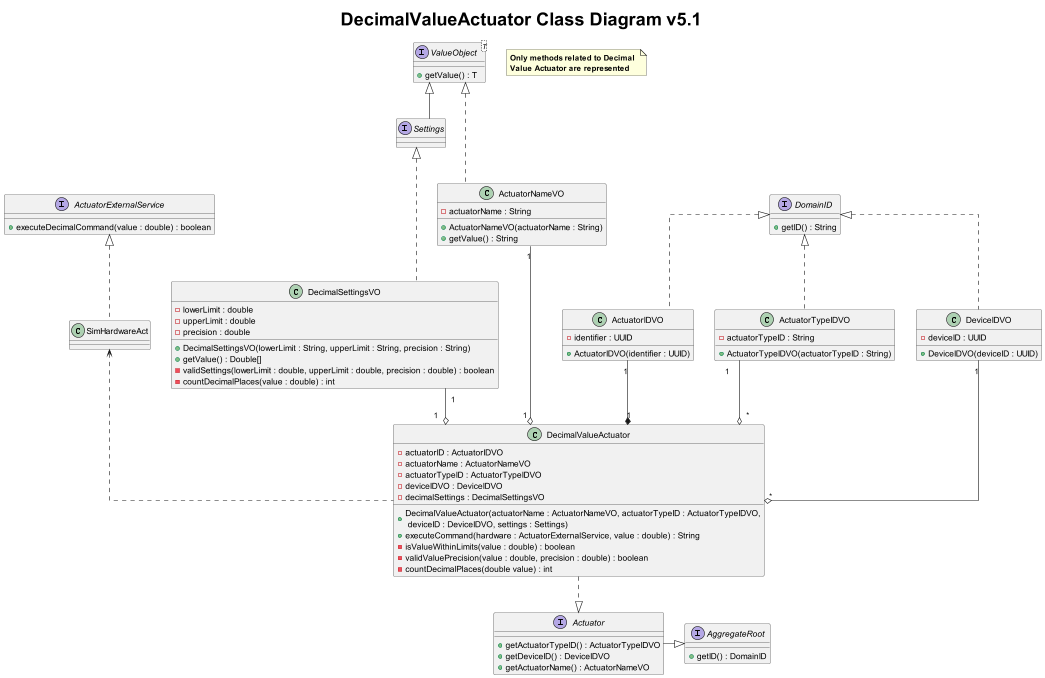 DecimalValueActuator Class Diagram v5.1
I ValueObject T
getValue() : T
Only methods related to Decimal
Value Actuator are represented
I Settings
I ActuatorExternalService
executeDecimalCommand(value : double) : boolean
C ActuatorNameVO
actuatorName : String
ActuatorNameVO(actuatorName : String)
getValue() : String
1
I DomainID
getID() : String
C DecimalSettingsVO
lowerLimit : double
upperLimit : double
precision : double
DecimalSettingsVO(lowerLimit : String, upperLimit : String, precision : String)
getValue() : Double[]
validSettings(lowerLimit : double, upperLimit : double, precision : double) : boolean
countDecimalPlaces(value : double) : int
C SimHardwareAct
C ActuatorIDVO
identifier : UUID
ActuatorIDVO(identifier : UUID)
C ActuatorTypeIDVO
actuatorTypeID : String
ActuatorTypeIDVO(actuatorTypeID : String)
C DeviceIDVO
deviceID : UUID
DeviceIDVO(deviceID : UUID)
1 1 1
1
1 1 1 *
C DecimalValueActuator
actuatorID : ActuatorIDVO
actuatorName : ActuatorNameVO
actuatorTypeID : ActuatorTypeIDVO
deviceIDVO : DeviceIDVO
decimalSettings : DecimalSettingsVO
*
DecimalValueActuator(actuatorName : ActuatorNameVO, actuatorTypeID : ActuatorTypeIDVO,
deviceID : DeviceIDVO, settings : Settings)
executeCommand(hardware : ActuatorExternalService, value : double) : String
isValueWithinLimits(value : double) : boolean
validValuePrecision(value : double, precision : double) : boolean
countDecimalPlaces(double value) : int
I Actuator
getActuatorTypeID() : ActuatorTypeIDVO
getDeviceID() : DeviceIDVO
getActuatorName() : ActuatorNameVO
I AggregateRoot
getID() : DomainID